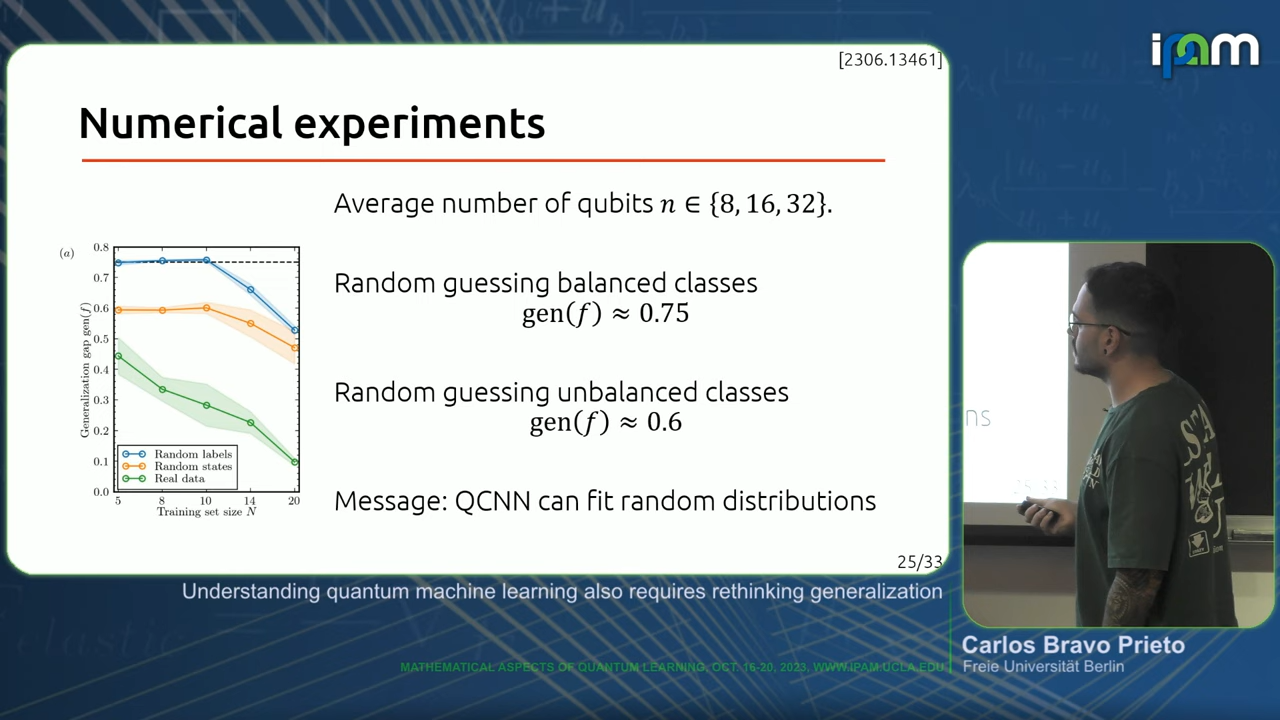 [2306.13461]
ipam
Numerical experiments
Average number of qubits n ∈ {8, 16, 32}.
Random guessing balanced classes
gen(f) ≈ 0.75
Random guessing unbalanced classes
gen(f) ≈ 0.6
Message: QCNN can fit random distributions
(a)
Generalization gap gen(f)
0.8
0.7
0.6
0.5
0.4
0.3
0.2
0.1
0.0
Random labels
Random states
Real data
5 8 10 14 20
Training set size N
25/33
ns
25/33
Understanding quantum machine learning also requires rethinking generalization
Carlos Bravo Prieto
Freie Universität Berlin
MATHEMATICAL ASPECTS OF QUANTUM LEARNING, OCT. 16-20, 2023, WWW.IPAM.UCLA.EDU
elastic